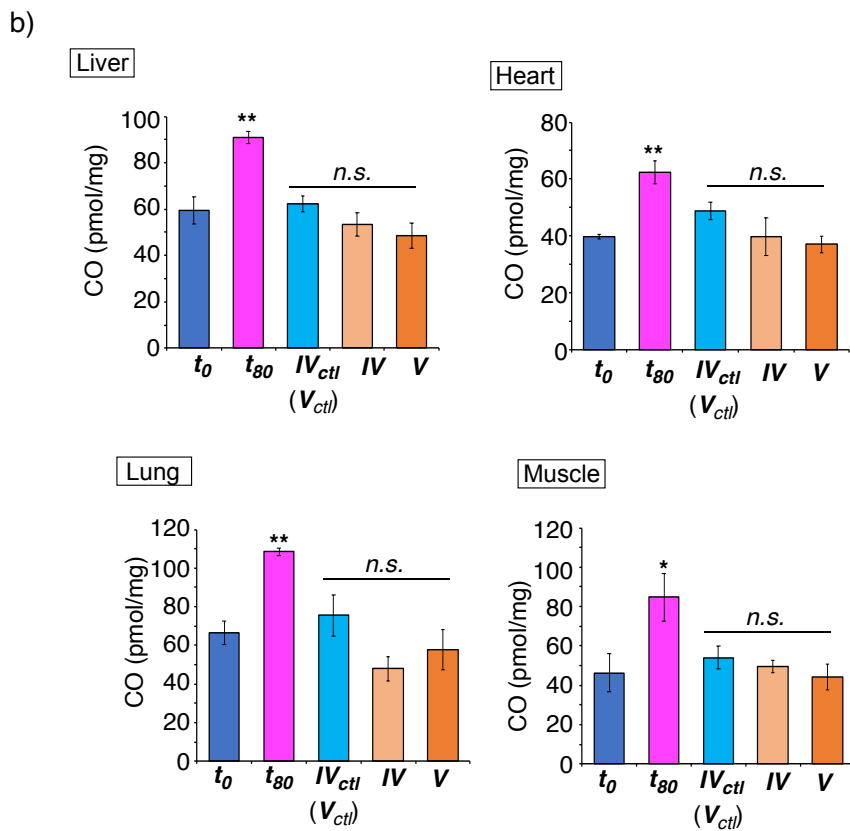 b)
Liver
CO (pmol/mg)
100
80
60
40
20
0
**
n.s.
t0 t80 IVctl IV V
(Vctl)
Heart
CO (pmol/mg)
80
60
40
20
0
**
n.s.
t0 t80 IVctl IV V
(Vctl)
Lung
CO (pmol/mg)
120
100
80
60
40
20
0
**
n.s.
t0 t80 IVctl IV V
(Vctl)
Muscle
CO (pmol/mg)
120
100
80
60
40
20
0
*
n.s.
t0 t80 IVctl IV V
(Vctl)